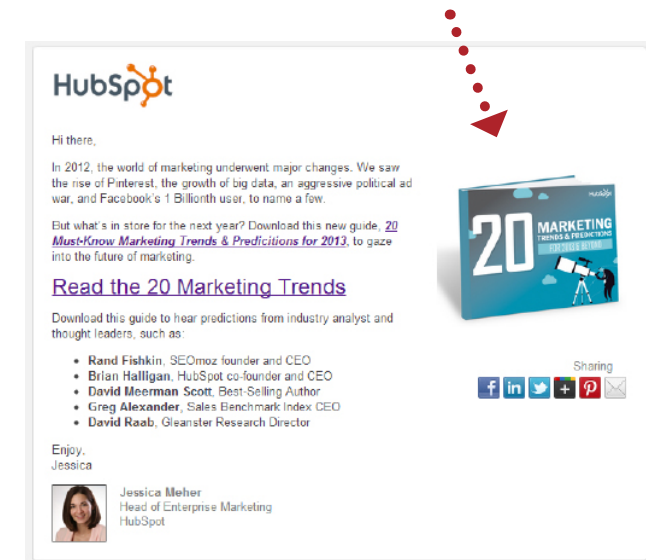 HubSpot
Hi there,
In 2012, the world of marketing underwent major changes. We saw
the rise of Pinterest, the growth of big data, an aggressive political ad
war, and Facebook's 1 Billionth user, to name a few.
But what's in store for the next year? Download this new guide, 20
Must-Know Marketing Trends & Predicitions for 2013, to gaze
into the future of marketing.
Read the 20 Marketing Trends
Download this guide to hear predictions from industry analyst and
thought leaders, such as:
• Rand Fishkin, SEOmoz founder and CEO
• Brian Halligan, HubSpot co-founder and CEO
• David Meerman Scott, Best-Selling Author
• Greg Alexander, Sales Benchmark Index CEO
• David Raab, Gleanster Research Director
Enjoy,
Jessica
Jessica Meher
Head of Enterprise Marketing
HubSpot
HubSpot
20 MARKETING
TRENDS & PREDICTIONS
FOR 2013 & BEYOND
Sharing